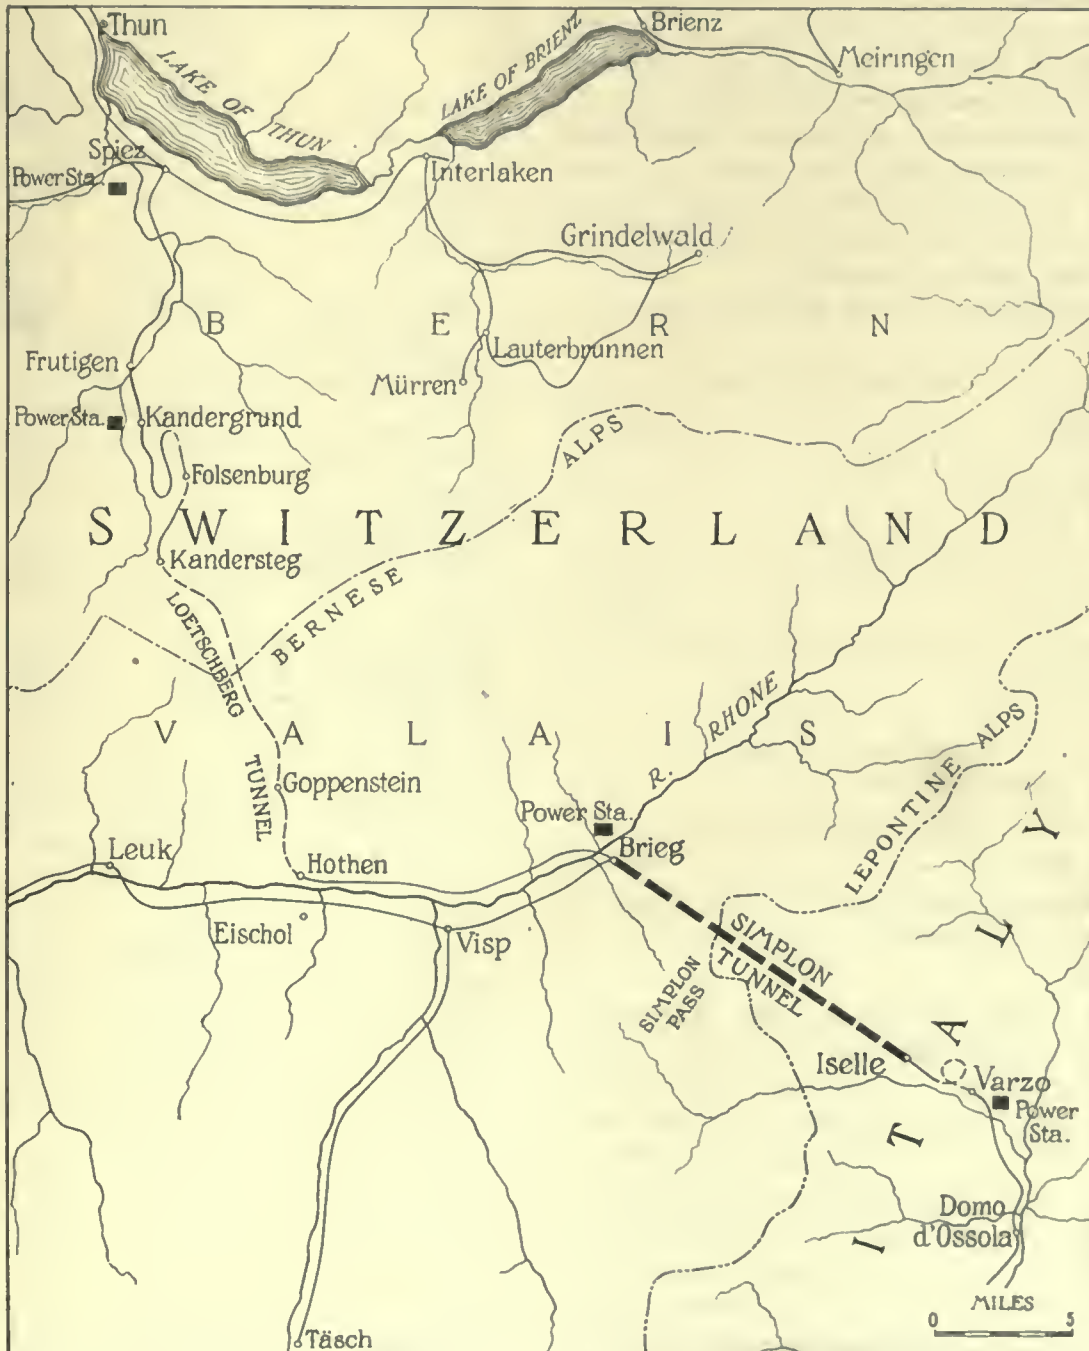 Thun
LAKE OF THUN
LAKE OF BRIENZ
Brienz
Meiringen
Spiez
Power Sta.
Interlaken
Grindelwald
BERN
Lauterbrunnen
Mürren
Frutigen
Power Sta.
Kandergrund
Folsenburg
ALPS
SWITZERLAND
Kandersteg
BERNESE
LOETSCHBERG
TUNNEL
VALAIS
R. RHONE
LEPONTINE ALPS
Goppenstein
Power Sta.
Brieg
Leuk
Hothen
Eischol
Visp
SIMPLON
TUNNEL
SIMPLON
PASS
ITALY
Iselle
Varzo
Power
Sta.
Domo
d'Ossola
MILES
0 5
Täsch